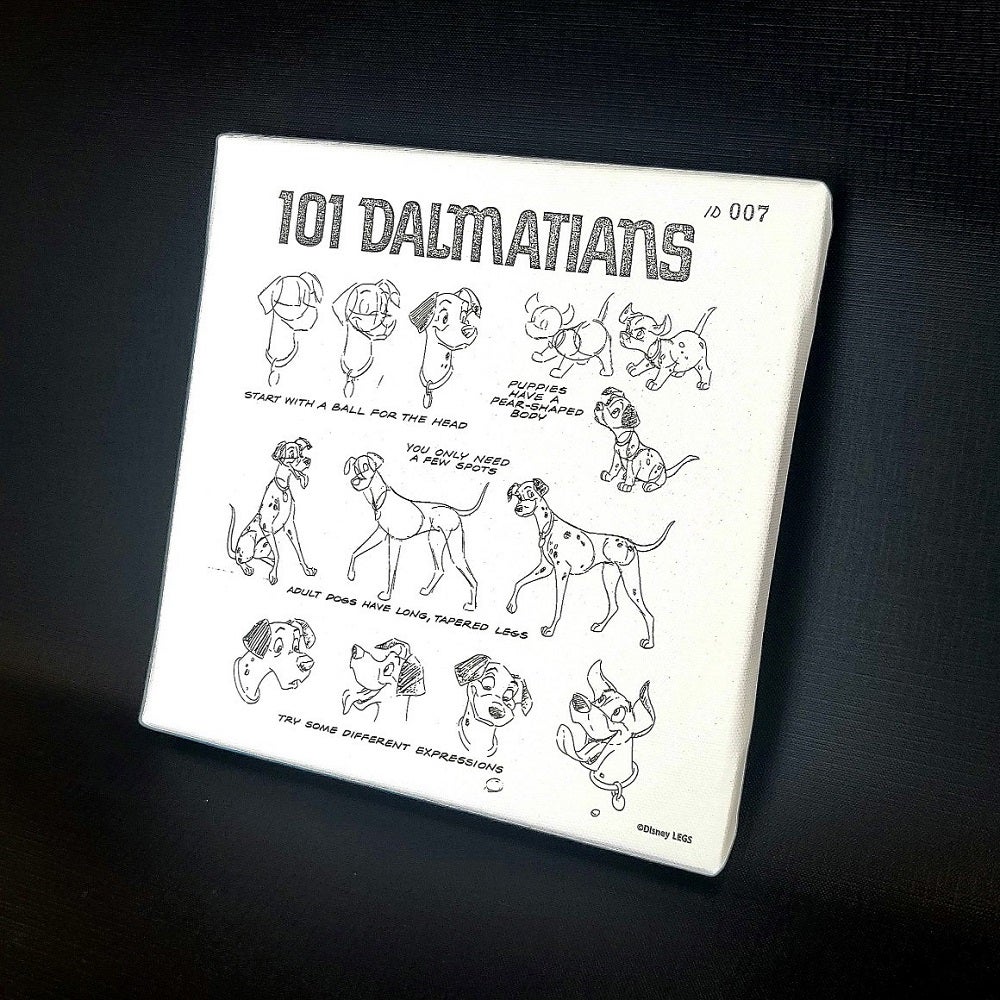 101 DALMATIANS
ID 007
START WITH A BALL FOR THE HEAD
PUPPIES
HAVE A
PEAR-SHAPED
BODY
YOU ONLY NEED
A FEW SPOTS
ADULT DOGS HAVE LONG, TAPERED LEGS
TRY SOME DIFFERENT EXPRESSIONS
©Disney LEGS